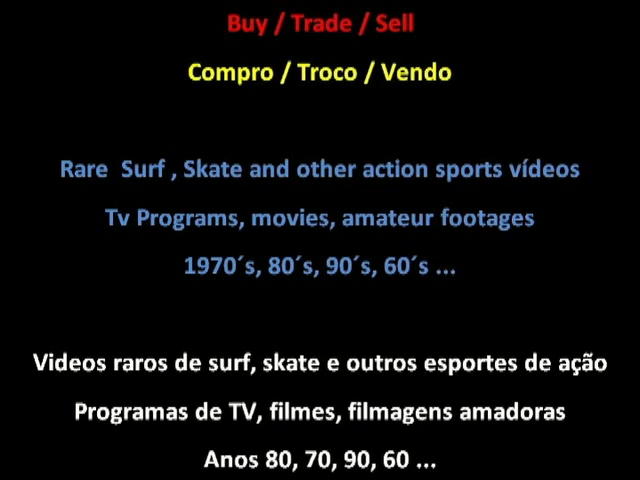 Buy / Trade / Sell
Compro / Troco / Vendo
Rare Surf , Skate and other action sports vídeos
Tv Programs, movies, amateur footages
1970´s, 80´s, 90´s, 60´s ...
Videos raros de surf, skate e outros esportes de ação
Programas de TV, filmes, filmagens amadoras
Anos 80, 70, 90, 60 ...